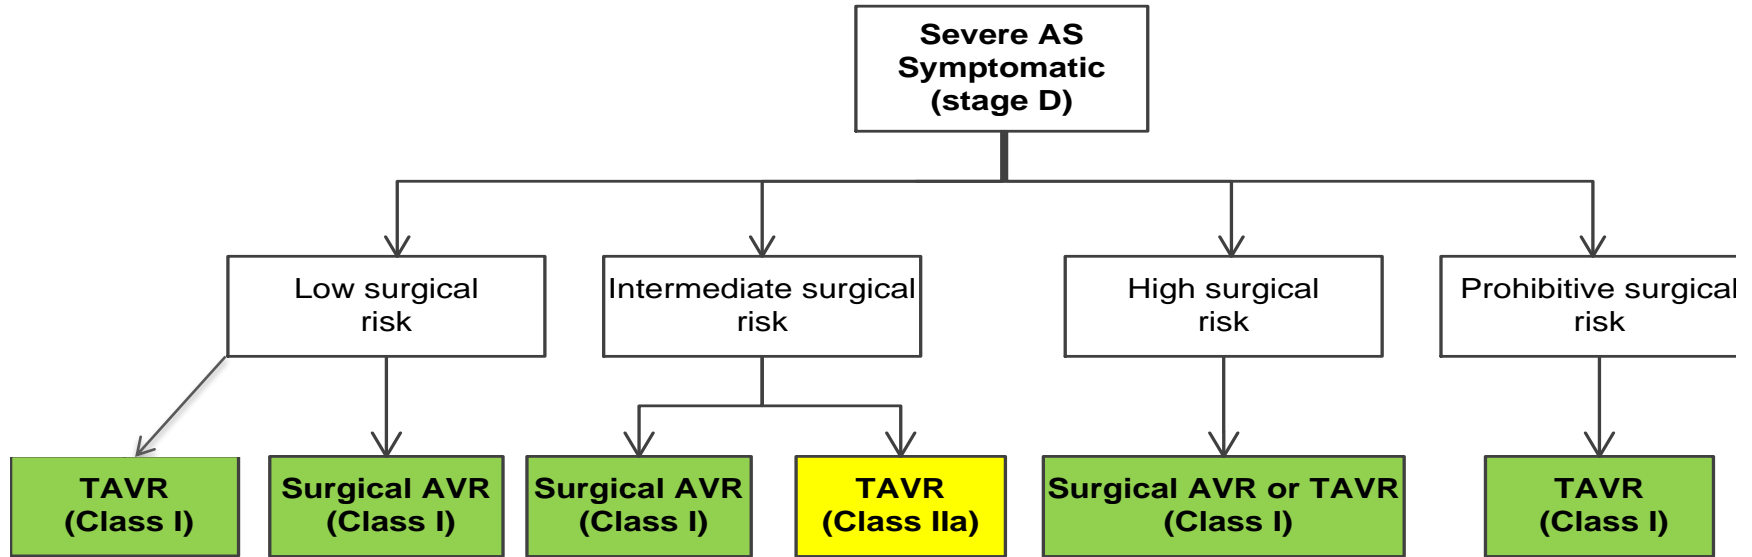 Severe AS
Symptomatic
(stage D)
Low surgical
risk
Intermediate surgical
risk
High surgical
risk
Prohibitive surgical
risk
TAVR
(Class I)
Surgical AVR
(Class I)
Surgical AVR
(Class I)
TAVR
(Class IIa)
Surgical AVR or TAVR
(Class I)
TAVR
(Class I)